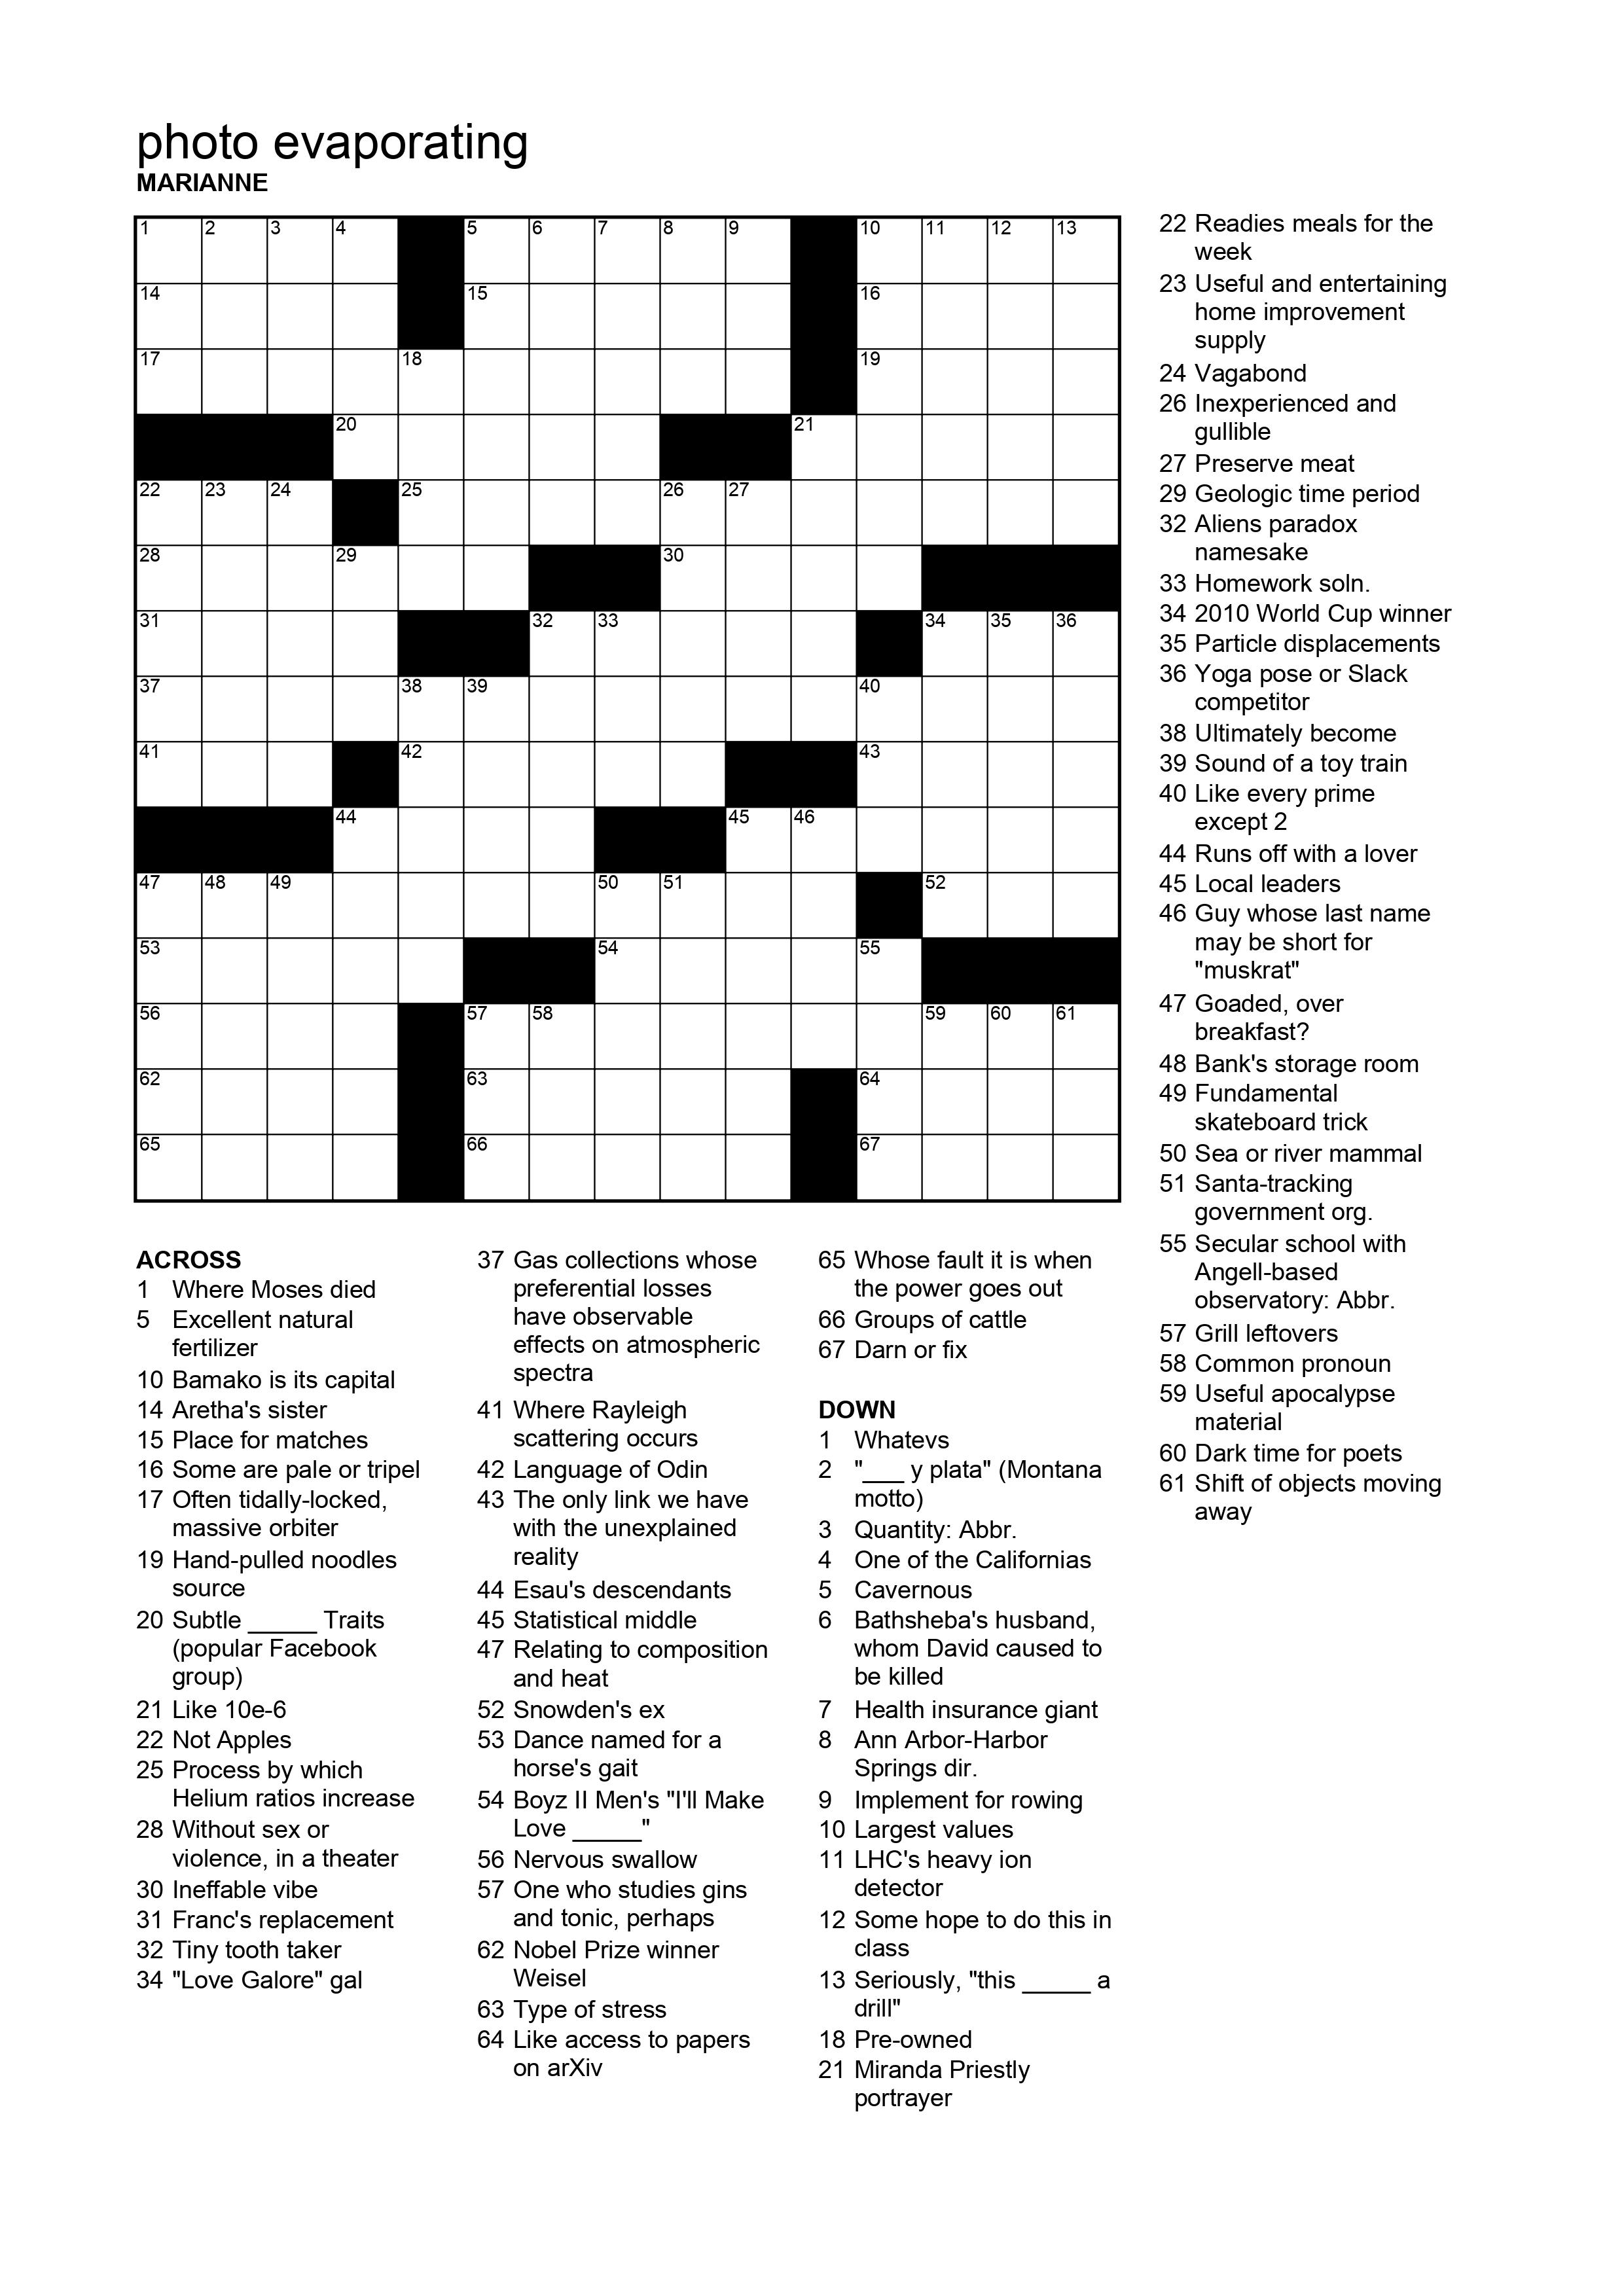 photo evaporating
MARIANNE
1 2 3 4 5 6 7 8 9 10 11 12 13
14 15 16
17 18 19
20 21
22 23 24 25 26 27
28 29 30
31 32 33 34 35 36
37 38 39 40
41 42 43
44 45 46
47 48 49 50 51 52
53 54 55
56 57 58 59 60 61
62 63 64
65 66 67
ACROSS
1 Where Moses died
5 Excellent natural
fertilizer
10 Bamako is its capital
14 Aretha's sister
15 Place for matches
16 Some are pale or tripel
17 Often tidally-locked,
massive orbiter
19 Hand-pulled noodles
source
20 Subtle _____ Traits
(popular Facebook
group)
21 Like 10e-6
22 Not Apples
25 Process by which
Helium ratios increase
28 Without sex or
violence, in a theater
30 Ineffable vibe
31 Franc's replacement
32 Tiny tooth taker
34 "Love Galore" gal
37 Gas collections whose
preferential losses
have observable
effects on atmospheric
spectra
41 Where Rayleigh
scattering occurs
42 Language of Odin
43 The only link we have
with the unexplained
reality
44 Esau's descendants
45 Statistical middle
47 Relating to composition
and heat
52 Snowden's ex
53 Dance named for a
horse's gait
54 Boyz II Men's "I'll Make
Love _____"
56 Nervous swallow
57 One who studies gins
and tonic, perhaps
62 Nobel Prize winner
Weisel
63 Type of stress
64 Like access to papers
on arXiv
65 Whose fault it is when
the power goes out
66 Groups of cattle
67 Darn or fix
DOWN
1 Whatevs
2 "___ y plata" (Montana
motto)
3 Quantity: Abbr.
4 One of the Californias
5 Cavernous
6 Bathsheba's husband,
whom David caused to
be killed
7 Health insurance giant
8 Ann Arbor-Harbor
Springs dir.
9 Implement for rowing
10 Largest values
11 LHC's heavy ion
detector
12 Some hope to do this in
class
13 Seriously, "this _____ a
drill"
18 Pre-owned
21 Miranda Priestly
portrayer
22 Readies meals for the
week
23 Useful and entertaining
home improvement
supply
24 Vagabond
26 Inexperienced and
gullible
27 Preserve meat
29 Geologic time period
32 Aliens paradox
namesake
33 Homework soln.
34 2010 World Cup winner
35 Particle displacements
36 Yoga pose or Slack
competitor
38 Ultimately become
39 Sound of a toy train
40 Like every prime
except 2
44 Runs off with a lover
45 Local leaders
46 Guy whose last name
may be short for
"muskrat"
47 Goaded, over
breakfast?
48 Bank's storage room
49 Fundamental
skateboard trick
50 Sea or river mammal
51 Santa-tracking
government org.
55 Secular school with
Angell-based
observatory: Abbr.
57 Grill leftovers
58 Common pronoun
59 Useful apocalypse
material
60 Dark time for poets
61 Shift of objects moving
away